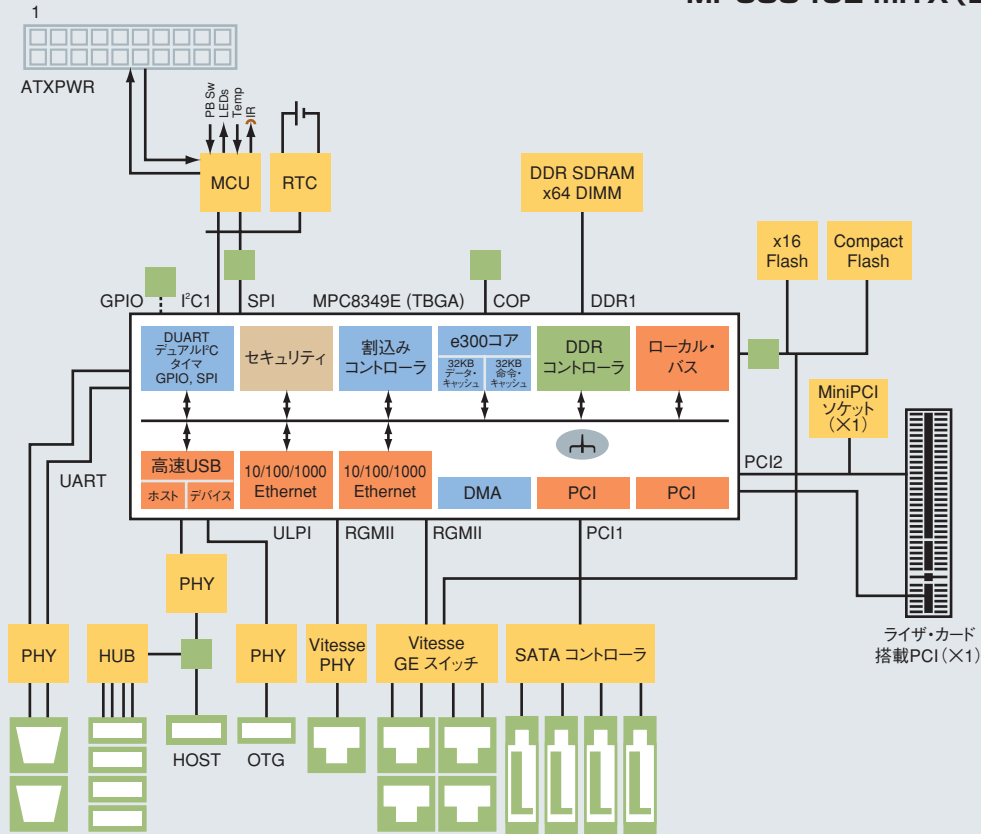 1
ATXPWR
PB Sw
LEDs
Temp
IR
MCU
RTC
DDR SDRAM
x64 DIMM
x16
Flash
Compact
Flash
GPIO
I²C1
SPI
MPC8349E (TBGA)
COP
DDR1
DUART
デュアルI²C
タイマ
GPIO, SPI
セキュリティ
割込み
コントローラ
e300コア
32KB
データ・
キャッシュ
32KB
命令・
キャッシュ
DDR
コントローラ
ローカル・
バス
MiniPCI
ソケット
(×1)
UART
高速USB
ホスト
デバイス
10/100/1000
Ethernet
10/100/1000
Ethernet
DMA
PCI
PCI
PCI2
ULPI
RGMII
RGMII
PCI1
PHY
PHY
HUB
PHY
Vitesse
PHY
Vitesse
GE スイッチ
SATA コントローラ
ライザ・カード
搭載PCI(×1)
HOST
OTG